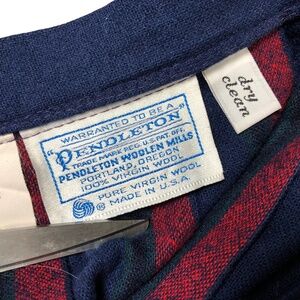 WARRANTED TO BE A
"PENDLETON"
TRADE MARK REG. U.S. PAT. OFF.
PENDLETON WOOLEN MILLS
PORTLAND, OREGON
100% VIRGIN WOOL
PURE VIRGIN WOOL
® MADE IN U.S.A.
dry
clean